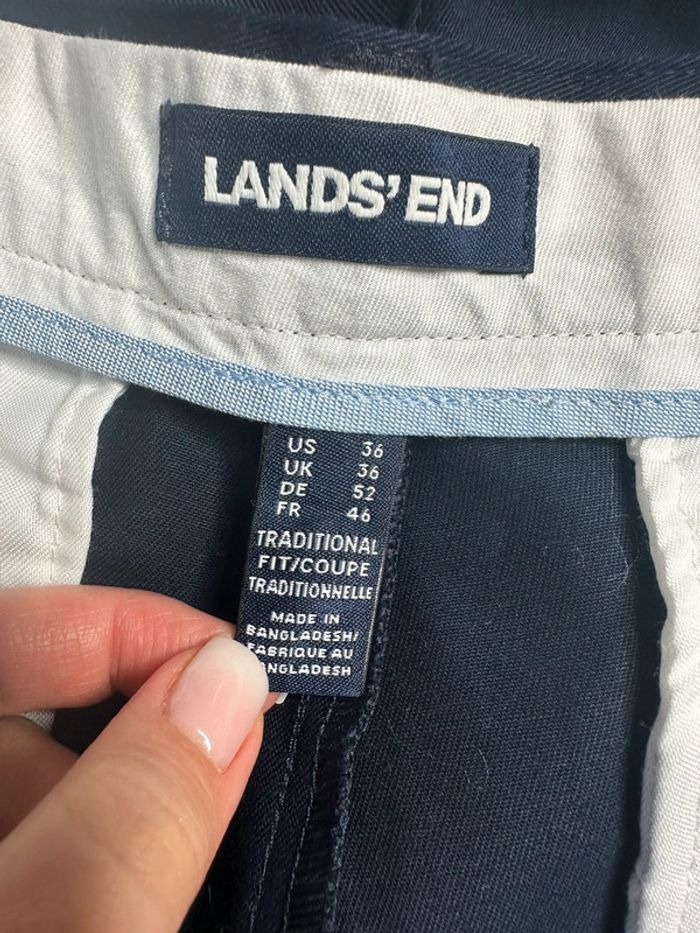 LANDS' END
US 36
UK 36
DE 52
FR 46
TRADITIONAL
FIT/COUPE
TRADITIONNELLE
MADE IN
BANGLADESH/
FABRIQUE AU